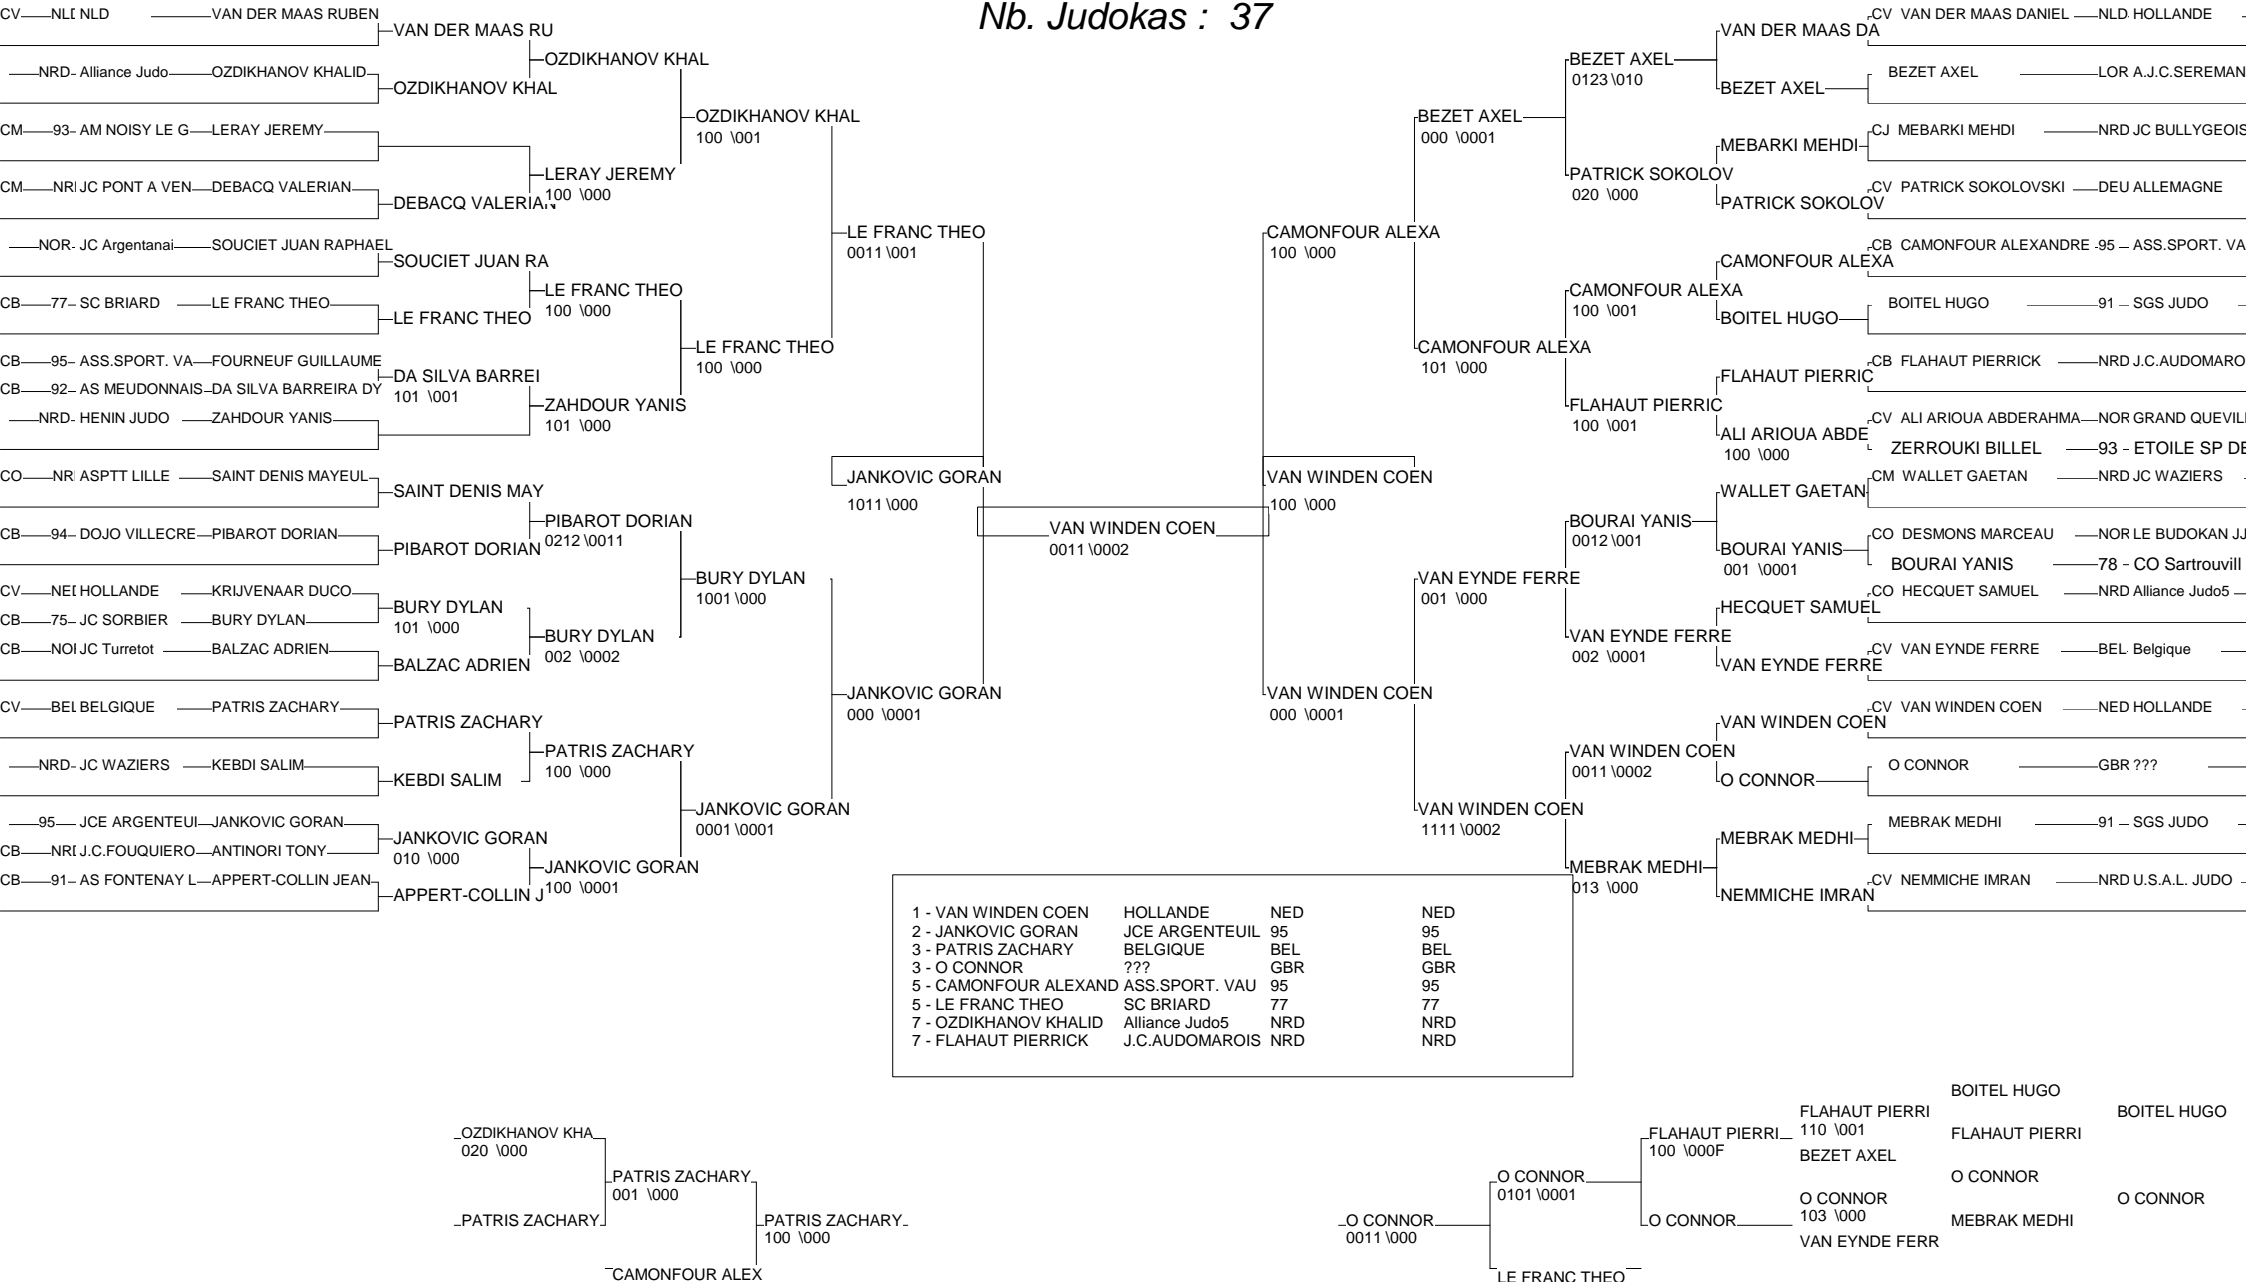 Nb. Judokas : 37
CV NLD NLD VAN DER MAAS RUBEN
NRD Alliance Judo OZDIKHANOV KHALID
CM 93 AM NOISY LE G LERAY JEREMY
CM NR JC PONT A VEN DEBACQ VALERIAN
NOR JC Argentanai SOUCIET JUAN RAPHAEL
CB 77 SC BRIARD LE FRANC THEO
CB 95 ASS.SPORT. VA FOURNEUF GUILLAUME
CB 92 AS MEUDONNAIS DA SILVA BARREIRA DY
NRD HENIN JUDO ZAHDOUR YANIS
CO NR ASPTT LILLE SAINT DENIS MAYEUL
CB 94 DOJO VILLECRE PIBAROT DORIAN
CV NED HOLLANDE KRIJVENAAR DUCO
CB 75 JC SORBIER BURY DYLAN
CB NO JC Turretot BALZAC ADRIEN
CV BEL BELGIQUE PATRIS ZACHARY
NRD JC WAZIERS KEBDI SALIM
95 JCE ARGENTEUI JANKOVIC GORAN
CB NR J.C.FOUQUIERO ANTINORI TONY
CB 91 AS FONTENAY L APPERT-COLLIN JEAN
VAN DER MAAS RU
OZDIKHANOV KHAL
DEBACQ VALERIAN
SOUCIET JUAN RA
LE FRANC THEO
DA SILVA BARREI
101 \001
SAINT DENIS MAY
PIBAROT DORIAN
BURY DYLAN
101 \000
BALZAC ADRIEN
PATRIS ZACHARY
KEBDI SALIM
JANKOVIC GORAN
010 \000
APPERT-COLLIN J
OZDIKHANOV KHAL
LERAY JEREMY
100 \000
LE FRANC THEO
100 \000
ZAHDOUR YANIS
101 \000
PIBAROT DORIAN
0212 \0011
BURY DYLAN
002 \0002
PATRIS ZACHARY
100 \000
JANKOVIC GORAN
100 \0001
OZDIKHANOV KHAL
100 \001
LE FRANC THEO
100 \000
BURY DYLAN
1001 \000
JANKOVIC GORAN
0001 \0001
LE FRANC THEO
0011 \001
JANKOVIC GORAN
1011 \000
JANKOVIC GORAN
000 \0001
VAN WINDEN COEN
0011 \0002
CAMONFOUR ALEXA
100 \000
VAN WINDEN COEN
100 \000
VAN WINDEN COEN
000 \0001
BEZET AXEL
000 \0001
CAMONFOUR ALEXA
101 \000
VAN EYNDE FERRE
001 \000
VAN WINDEN COEN
1111 \0002
BEZET AXEL
0123 \010
PATRICK SOKOLOV
020 \000
CAMONFOUR ALEXA
100 \001
FLAHAUT PIERRIC
100 \001
BOURAI YANIS
0012 \001
VAN EYNDE FERRE
002 \0001
VAN WINDEN COEN
0011 \0002
MEBRAK MEDHI
013 \000
VAN DER MAAS DA
BEZET AXEL
MEBARKI MEHDI
PATRICK SOKOLOV
CAMONFOUR ALEXA
BOITEL HUGO
FLAHAUT PIERRIC
ALI ARIOUA ABDE
100 \000
WALLET GAETAN
BOURAI YANIS
001 \0001
HECQUET SAMUEL
VAN EYNDE FERRE
VAN WINDEN COEN
O CONNOR
MEBRAK MEDHI
NEMMICHE IMRAN
CV VAN DER MAAS DANIEL NLD HOLLANDE
BEZET AXEL LOR A.J.C.SEREMAN
CJ MEBARKI MEHDI NRD JC BULLYGEOIS
CV PATRICK SOKOLOVSKI DEU ALLEMAGNE
CB CAMONFOUR ALEXANDRE 95 ASS.SPORT. VA
BOITEL HUGO 91 SGS JUDO
CB FLAHAUT PIERRICK NRD J.C.AUDOMARO
CV ALI ARIOUA ABDERAHMA NOR GRAND QUEVILL
ZERROUKI BILLEL 93 ETOILE SP DE
CM WALLET GAETAN NRD JC WAZIERS
CO DESMONS MARCEAU NOR LE BUDOKAN JJ
BOURAI YANIS 78 CO Sartrouvill
CO HECQUET SAMUEL NRD Alliance Judo5
CV VAN EYNDE FERRE BEL Belgique
CV VAN WINDEN COEN NED HOLLANDE
O CONNOR GBR ???
MEBRAK MEDHI 91 SGS JUDO
CV NEMMICHE IMRAN NRD U.S.A.L. JUDO
1 - VAN WINDEN COEN HOLLANDE NED NED
2 - JANKOVIC GORAN JCE ARGENTEUIL 95 95
3 - PATRIS ZACHARY BELGIQUE BEL BEL
3 - O CONNOR ??? GBR GBR
5 - CAMONFOUR ALEXAND ASS.SPORT. VAU 95 95
5 - LE FRANC THEO SC BRIARD 77 77
7 - OZDIKHANOV KHALID Alliance Judo5 NRD NRD
7 - FLAHAUT PIERRICK J.C.AUDOMAROIS NRD NRD
OZDIKHANOV KHA
020 \000
PATRIS ZACHARY
PATRIS ZACHARY
001 \000
CAMONFOUR ALEX
PATRIS ZACHARY
100 \000
O CONNOR
0011 \000
O CONNOR
0101 \0001
LE FRANC THEO
FLAHAUT PIERRI
100 \000F
O CONNOR
FLAHAUT PIERRI
110 \001
BEZET AXEL
O CONNOR
103 \000
VAN EYNDE FERR
BOITEL HUGO
FLAHAUT PIERRI
O CONNOR
MEBRAK MEDHI
BOITEL HUGO
O CONNOR